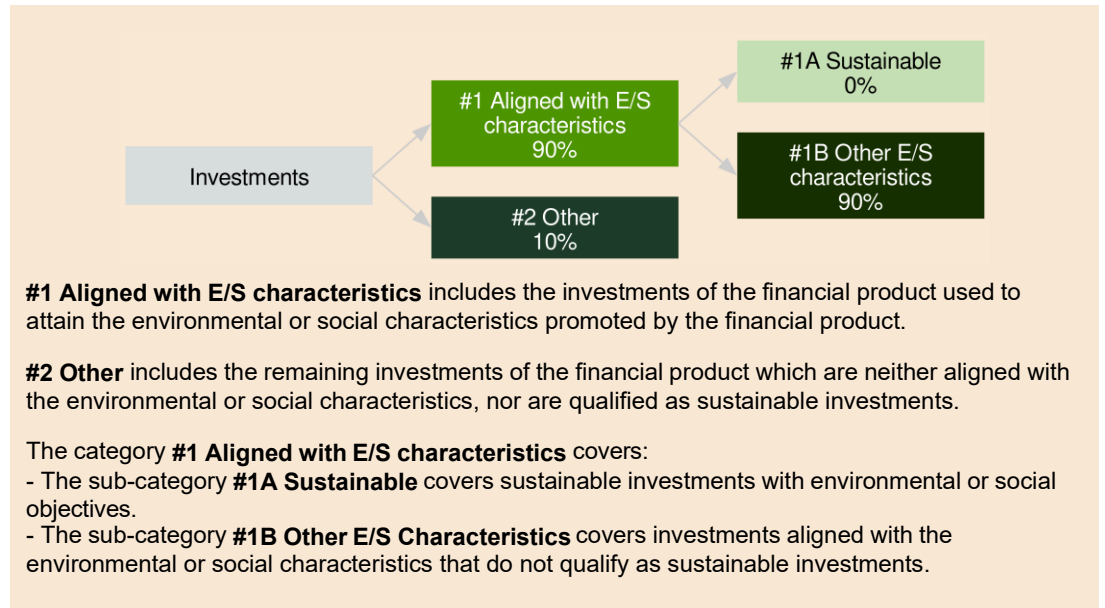 #1A Sustainable
0%
#1 Aligned with E/S
characteristics
90%
#1B Other E/S
characteristics
90%
Investments
#2 Other
10%
#1 Aligned with E/S characteristics includes the investments of the financial product used to
attain the environmental or social characteristics promoted by the financial product.
#2 Other includes the remaining investments of the financial product which are neither aligned with
the environmental or social characteristics, nor are qualified as sustainable investments.
The category #1 Aligned with E/S characteristics covers:
- The sub-category #1A Sustainable covers sustainable investments with environmental or social
objectives.
- The sub-category #1B Other E/S Characteristics covers investments aligned with the
environmental or social characteristics that do not qualify as sustainable investments.